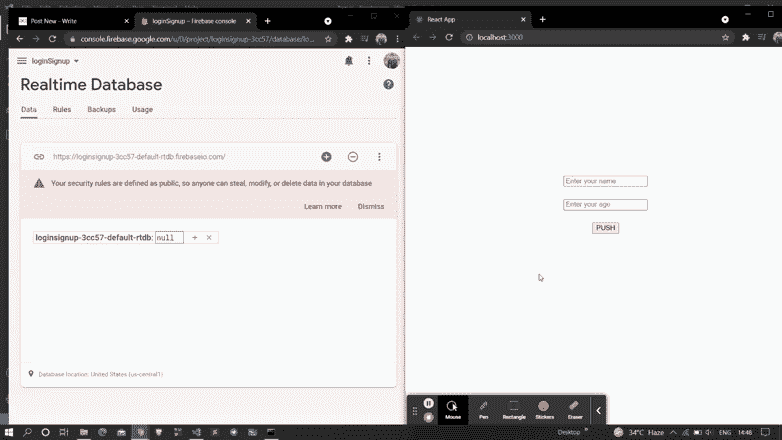 Post New - Write
loginSignup – Firebase console
console.firebase.google.com/u/0/project/loginsignup-3cc57/database/lo...
loginSignup
Realtime Database
Data Rules Backups Usage
https://loginsignup-3cc57-default-rtdb.firebaseio.com/
Your security rules are defined as public, so anyone can steal, modify, or delete data in your database
Learn more Dismiss
loginsignup-3cc57-default-rtdb: null
Database location: United States (us-central1)
React App
localhost:3000
Enter your name
Enter your age
PUSH
Mouse Pen Rectangle Stickers Eraser
Desktop 34°C Haze ENG 14:46